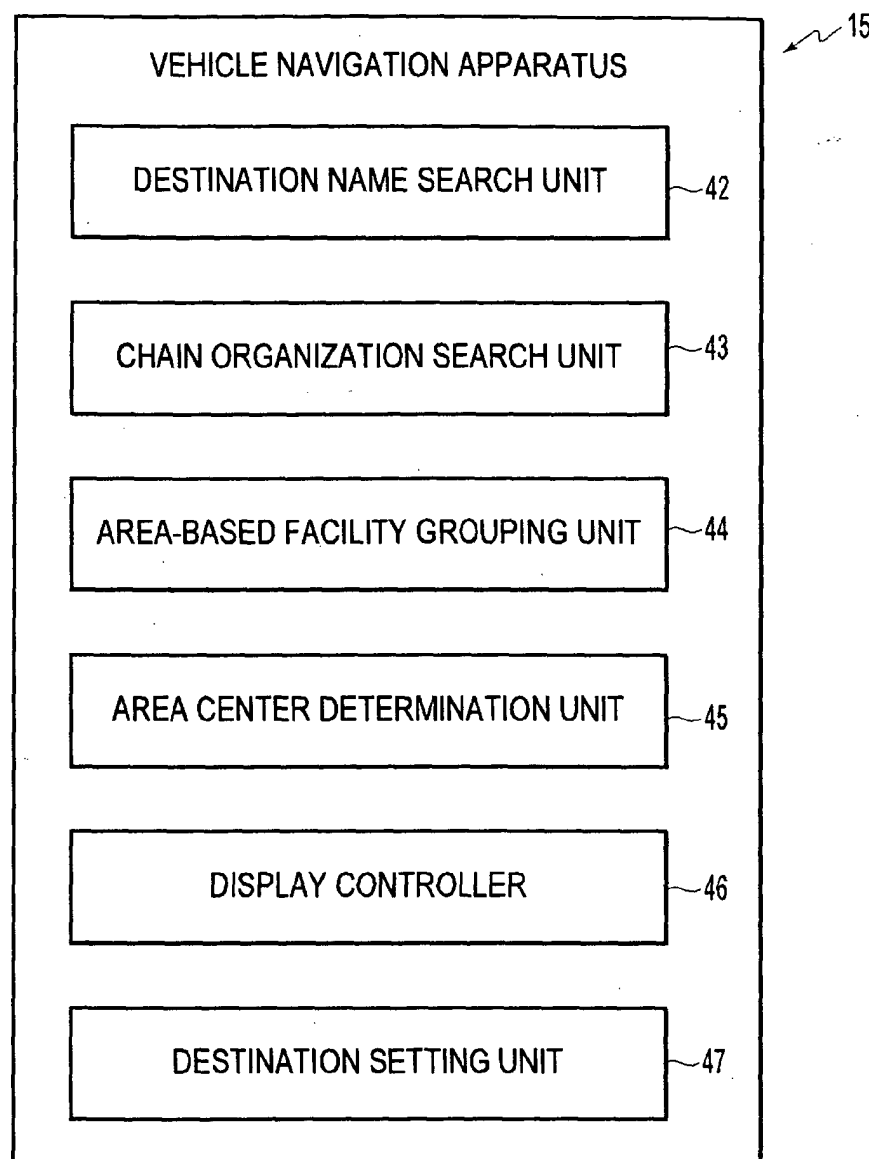 15
VEHICLE NAVIGATION APPARATUS
DESTINATION NAME SEARCH UNIT
42
CHAIN ORGANIZATION SEARCH UNIT
43
AREA-BASED FACILITY GROUPING UNIT
44
AREA CENTER DETERMINATION UNIT
45
DISPLAY CONTROLLER
46
DESTINATION SETTING UNIT
47